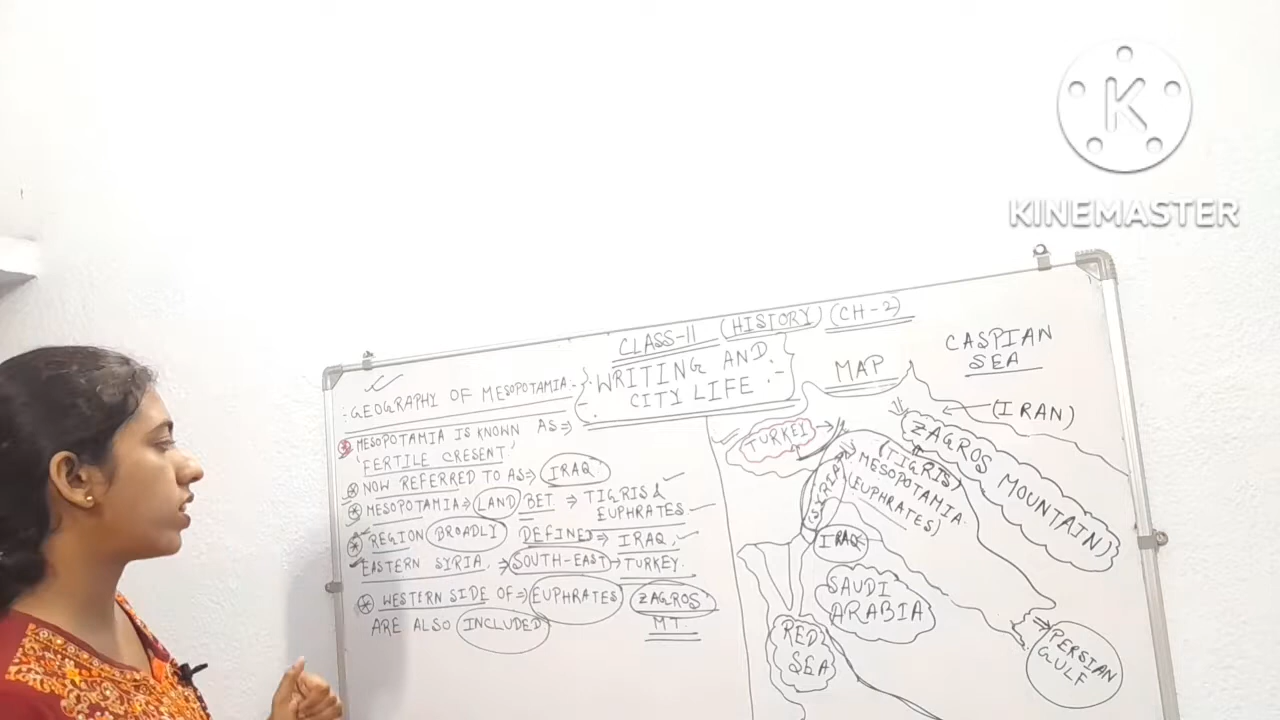 K
KINEMASTER
CLASS-11 (HISTORY) (CH-2)
WRITING AND
CITY LIFE :-
:GEOGRAPHY OF MESOPOTAMIA-
MESOPOTAMIA IS KNOWN AS⇒
'FERTILE CRESENT'
NOW REFERRED TO AS⇒ IRAQ
MESOPOTAMIA⇒ LAND BET ⇒ TIGRIS &
EUPHRATES
REGION BROADLI DEFINED⇒ IRAQ
EASTERN SYRIA ⇒ SOUTH-EAST → TURKEY
WESTERN SIDE OF⇒ EUPHRATES ZAGROS
ARE ALSO INCLUDED MT.
MAP
CASPIAN
SEA
(IRAN)
TURKEY
ZAGROS MOUNTAIN)
(TIGRIS)
MESOPOTAMIA
(EUPHRATES)
(SYRIA)
IRAQ
SAUDI
ARABIA
RED
SEA
PERSIAN
GULF